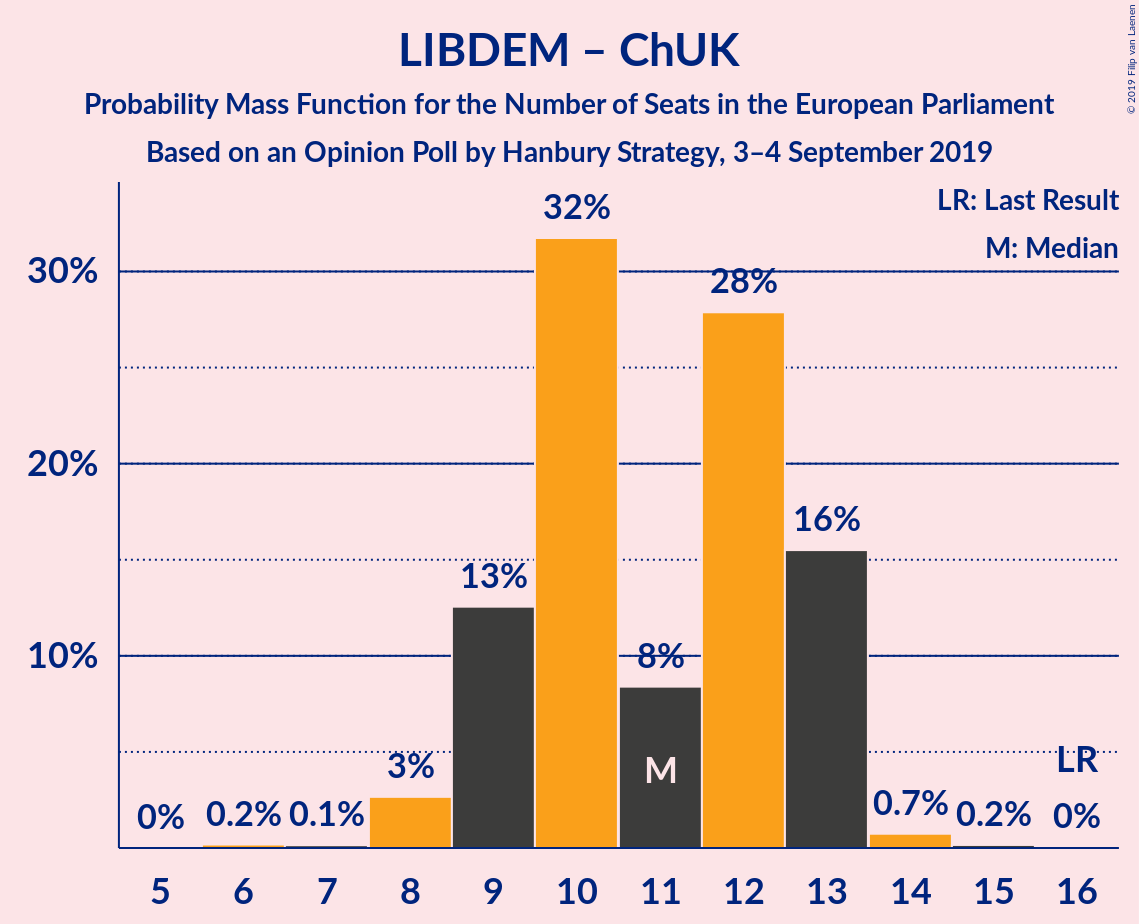 LIBDEM – ChUK
Probability Mass Function for the Number of Seats in the European Parliament
Based on an Opinion Poll by Hanbury Strategy, 3–4 September 2019
© 2019 Filip van Laenen
LR: Last Result
M: Median
30%
20%
10%
0%
0.2%
0.1%
3%
13%
32%
8%
28%
16%
0.7%
0.2%
0%
M
LR
5 6 7 8 9 10 11 12 13 14 15 16